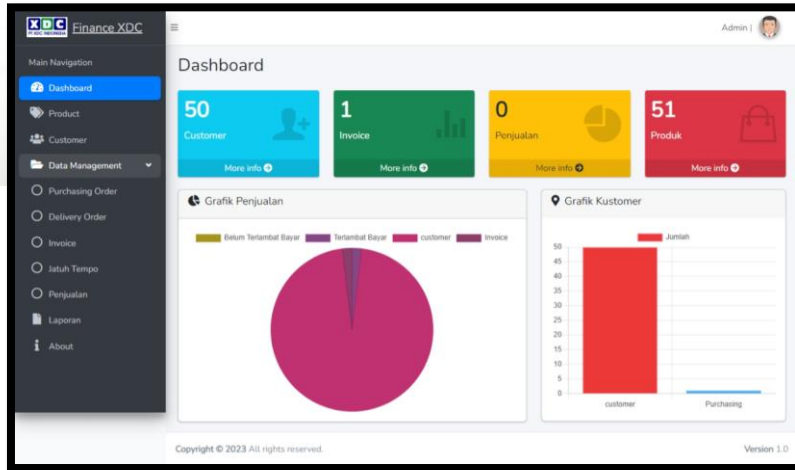 XDC
PT XDC INDONESIA
Finance XDC
Admin |
Main Navigation
Dashboard
Product
Customer
Data Management
Purchasing Order
Delivery Order
Invoice
Jatuh Tempo
Penjualan
Laporan
About
Dashboard
50
Customer
More info
1
Invoice
More info
0
Penjualan
More info
51
Produk
More info
Grafik Penjualan
Belum Terlambat Bayar Terlambat Bayar customer Invoice
Grafik Kustomer
Jumlah
50
45
40
35
30
25
20
15
10
5
0
customer Purchasing
Copyright © 2023 All rights reserved.
Version 1.0